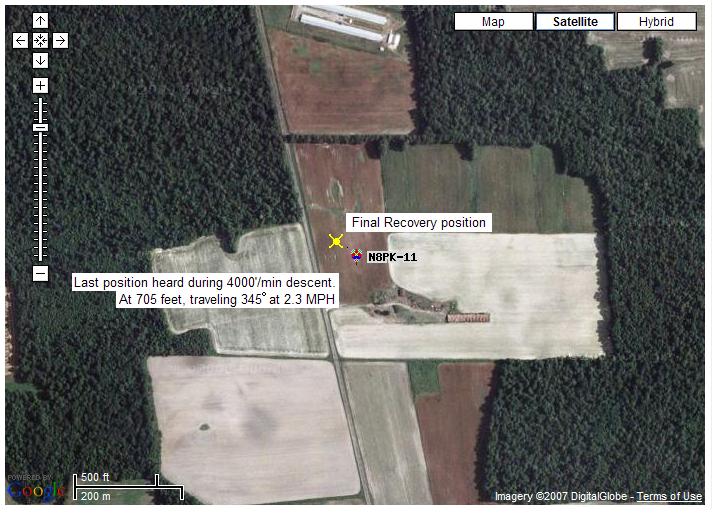 Map Satellite Hybrid
Final Recovery position
N8PK-11
Last position heard during 4000'/min descent.
At 705 feet, traveling 345° at 2.3 MPH
POWERED BY
Google
500 ft
200 m
Imagery ©2007 DigitalGlobe - Terms of Use